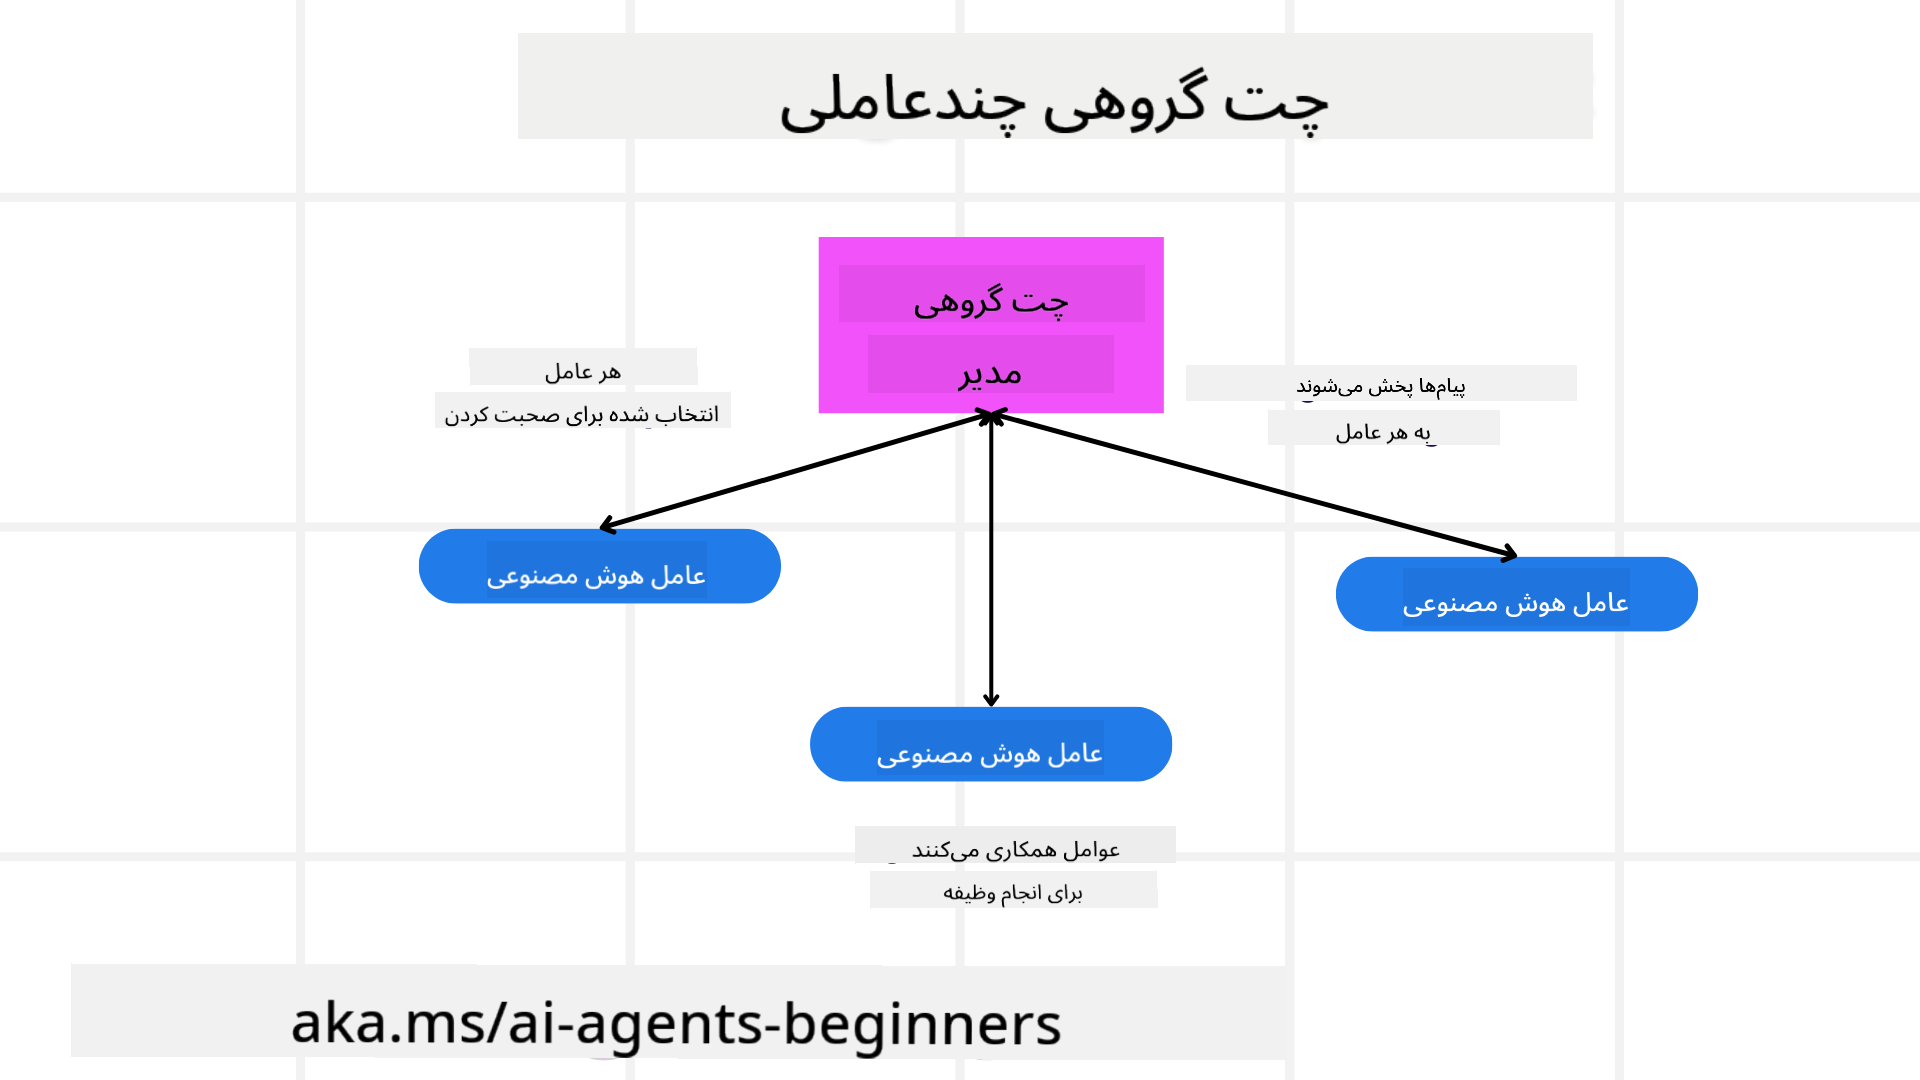 چت گروهی چندعاملی
چت گروهی
مدیر
پیام‌ها پخش می‌شوند
به هر عامل
هر عامل
انتخاب شده برای صحبت کردن
عامل هوش مصنوعی
عامل هوش مصنوعی
عامل هوش مصنوعی
عوامل همکاری می‌کنند
برای انجام وظیفه
aka.ms/ai-agents-beginners